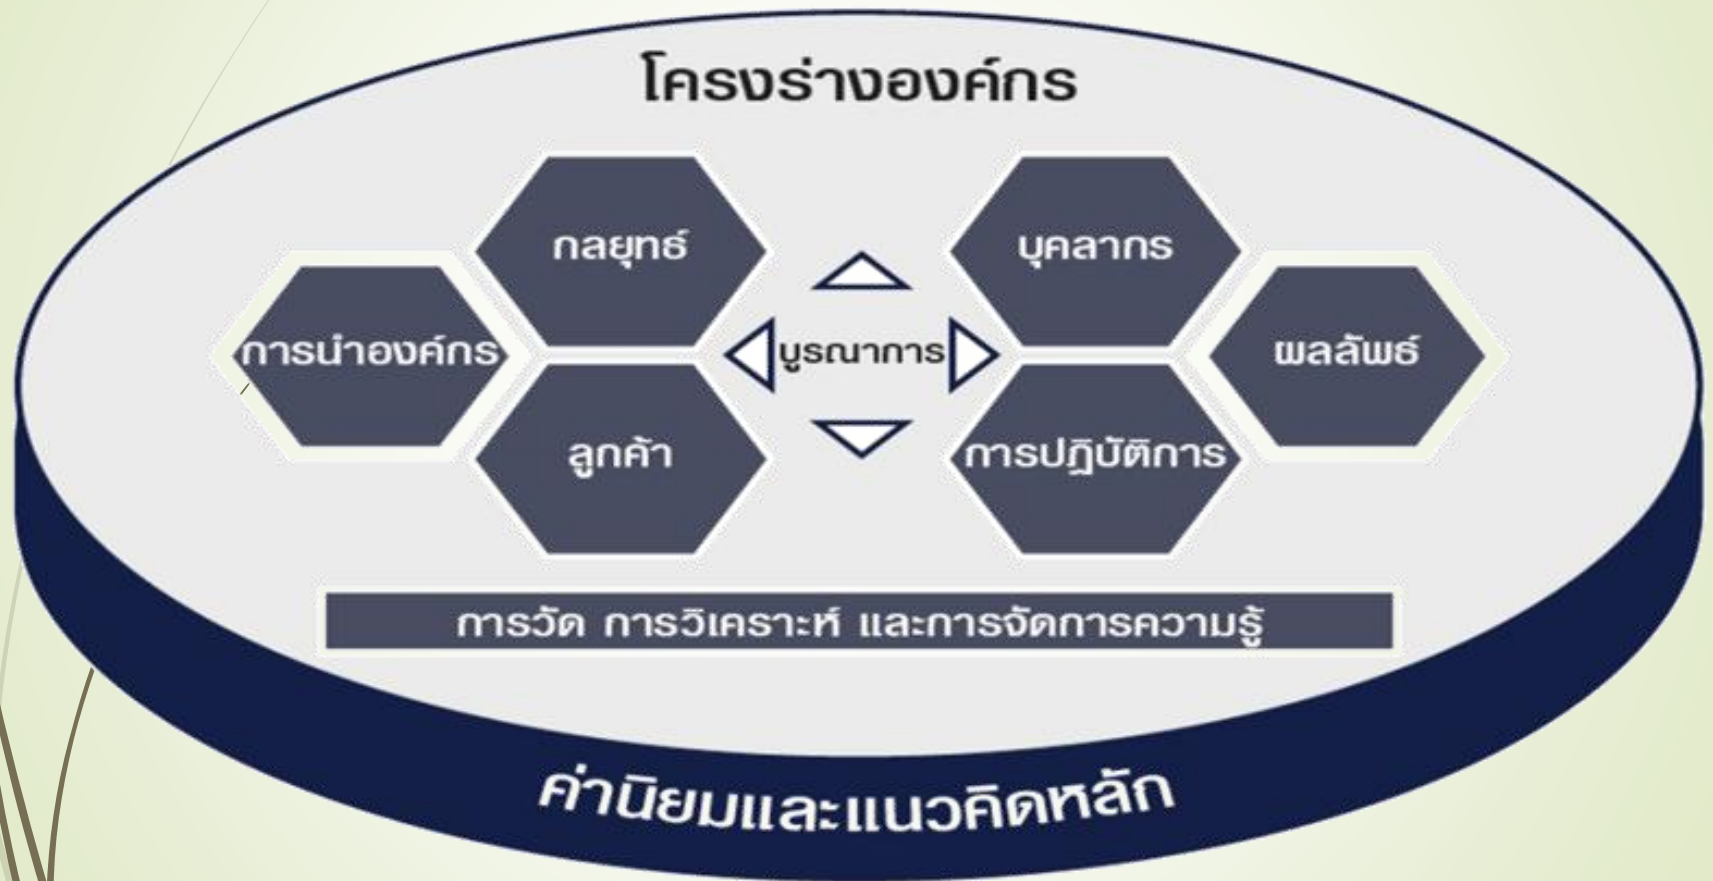 โครงร่างองค์กร
กลยุทธ์
บุคลากร
การนำองค์กร
บูรณาการ
ผลลัพธ์
ลูกค้า
การปฏิบัติการ
การวัด การวิเคราะห์ และการจัดการความรู้
ค่านิยมและแนวคิดหลัก